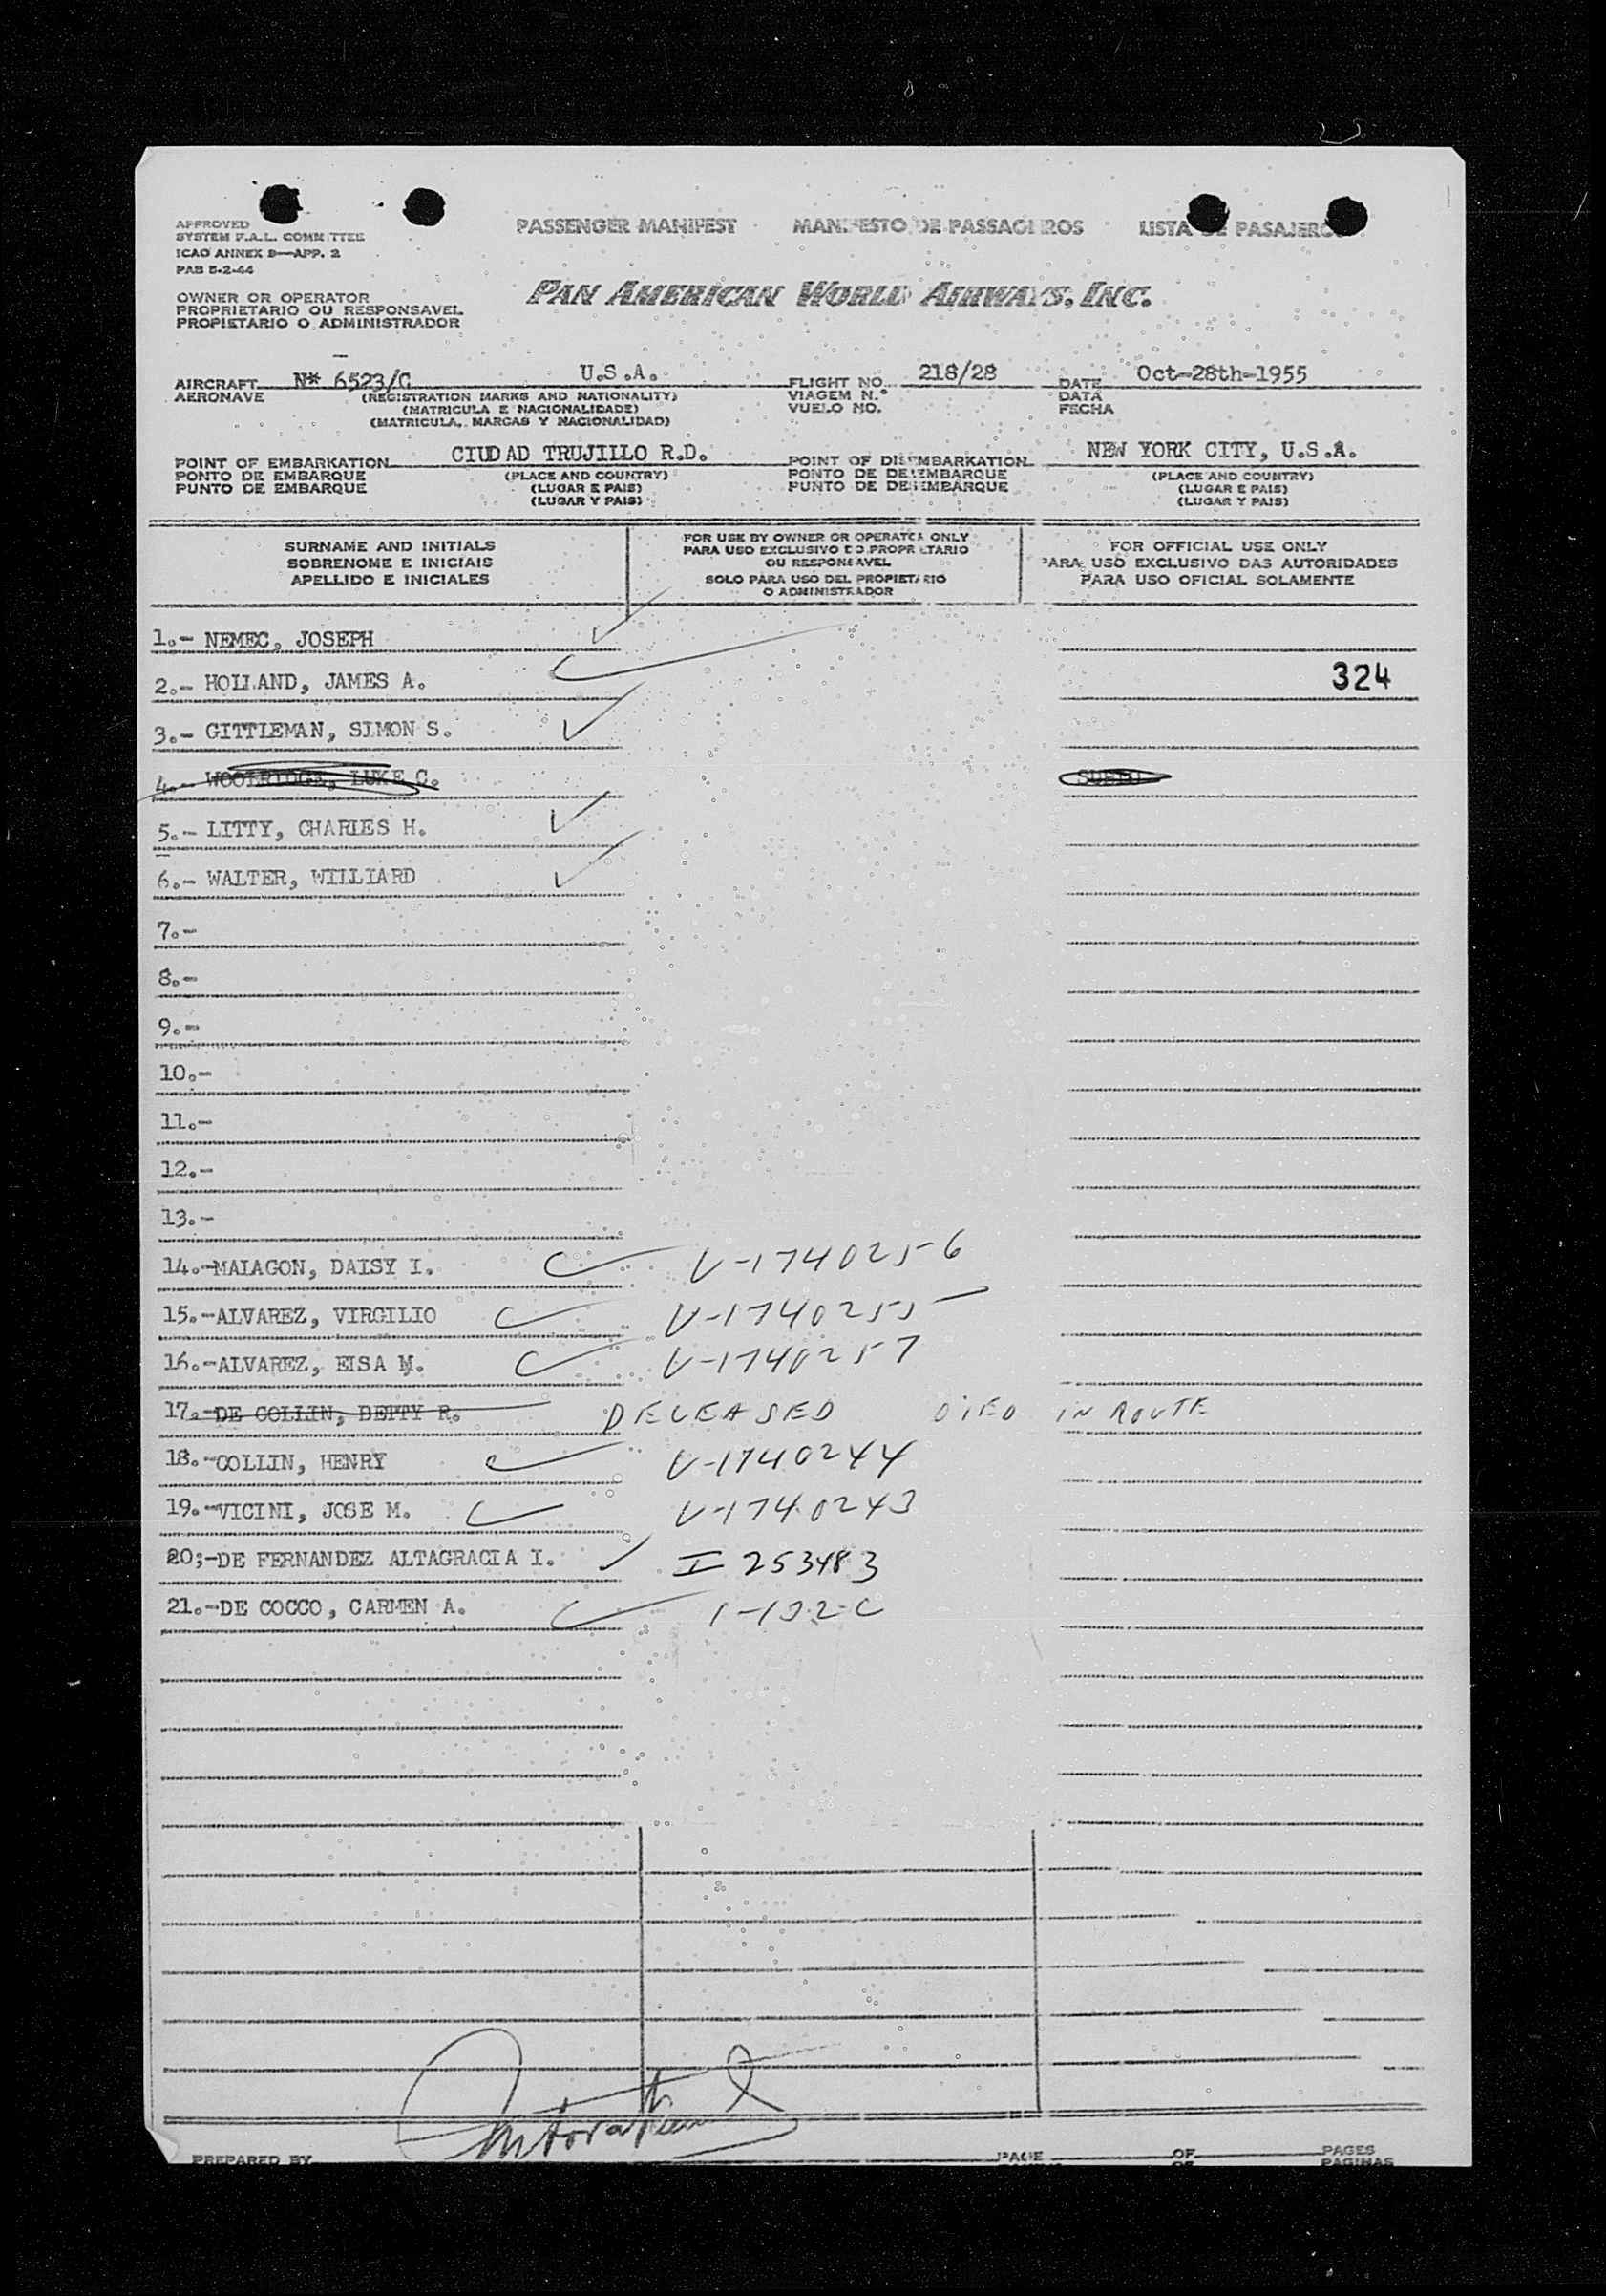 APPROVED
SYSTEM F.A.L. COMMITTEE
ICAO ANNEX 9—APP. 2
PAB 5-2-44
PASSENGER MANIFEST MANIFESTO DE PASSAGEIROS LISTA DE PASAJEROS
PAN AMERICAN WORLD AIRWAYS, INC.
OWNER OR OPERATOR
PROPRIETARIO OU RESPONSAVEL
PROPIETARIO O ADMINISTRADOR
AIRCRAFT N* 6523/C U.S.A. FLIGHT NO. 218/28 DATE Oct-28th-1955
AERONAVE (REGISTRATION MARKS AND NATIONALITY) VIAGEM N.° DATA
(MATRICULA E NACIONALIDADE) VUELO NO. FECHA
(MATRICULA, MARCAS Y NACIONALIDAD)
POINT OF EMBARKATION CIUDAD TRUJILLO R.D. POINT OF DISEMBARKATION NEW YORK CITY, U.S.A.
PONTO DE EMBARQUE (PLACE AND COUNTRY) PONTO DE DESEMBARQUE (PLACE AND COUNTRY)
PUNTO DE EMBARQUE (LUGAR E PAIS) PUNTO DE DESEMBARQUE (LUGAR E PAIS)
(LUGAR Y PAIS) (LUGAR Y PAIS)
SURNAME AND INITIALS
SOBRENOME E INICIAIS
APELLIDO E INICIALES
FOR USE BY OWNER OR OPERATOR ONLY
PARA USO EXCLUSIVO DO PROPRIETARIO
OU RESPONSAVEL
SOLO PARA USO DEL PROPIETARIO
O ADMINISTRADOR
FOR OFFICIAL USE ONLY
PARA USO EXCLUSIVO DAS AUTORIDADES
PARA USO OFICIAL SOLAMENTE
1.- NEMEC, JOSEPH
2.- HOLLAND, JAMES A. 324
3.- GITTLEMAN, SIMON S.
4.- WOOLRIDGE, LUKE C.
5.- LITTY, CHARLES H.
6.- WALTER, WILLIARD
7.-
8.-
9.-
10.-
11.-
12.-
13.-
14.-MALAGON, DAISY I. V-1740256
15.-ALVAREZ, VIRGILIO V-1740255
16.-ALVAREZ, ELSA M. V-1740257
17.-DE COLLIN, BETTY R. DECEASED DIED IN ROUTE
18.-COLLIN, HENRY V-1740244
19.-VICINI, JOSE M. V-1740243
20;-DE FERNANDEZ ALTAGRACIA I. I 253483
21.-DE COCCO, CARMEN A.
PREPARED BY PAGE OF PAGES
PAGINAS